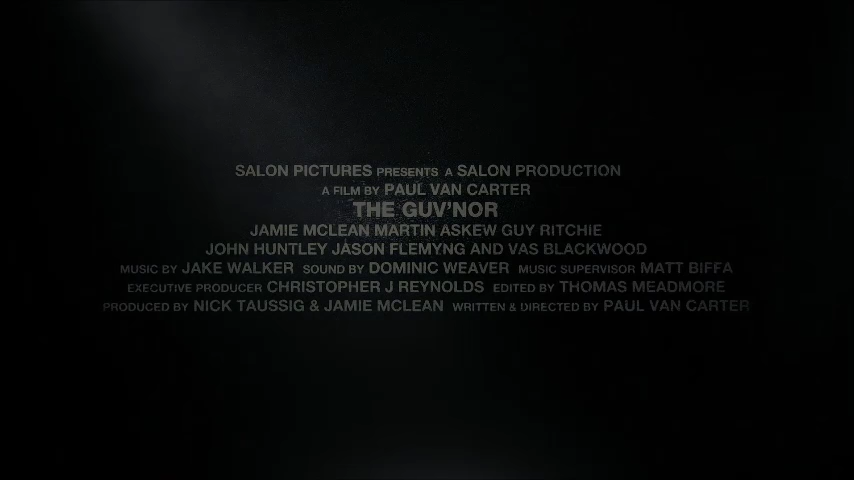 SALON PICTURES PRESENTS A SALON PRODUCTION
A FILM BY PAUL VAN CARTER
THE GUV'NOR
JAMIE MCLEAN MARTIN ASKEW GUY RITCHIE
JOHN HUNTLEY JASON FLEMYNG AND VAS BLACKWOOD
MUSIC BY JAKE WALKER SOUND BY DOMINIC WEAVER MUSIC SUPERVISOR MATT BIFFA
EXECUTIVE PRODUCER CHRISTOPHER J REYNOLDS EDITED BY THOMAS MEADMORE
PRODUCED BY NICK TAUSSIG & JAMIE MCLEAN WRITTEN & DIRECTED BY PAUL VAN CARTER